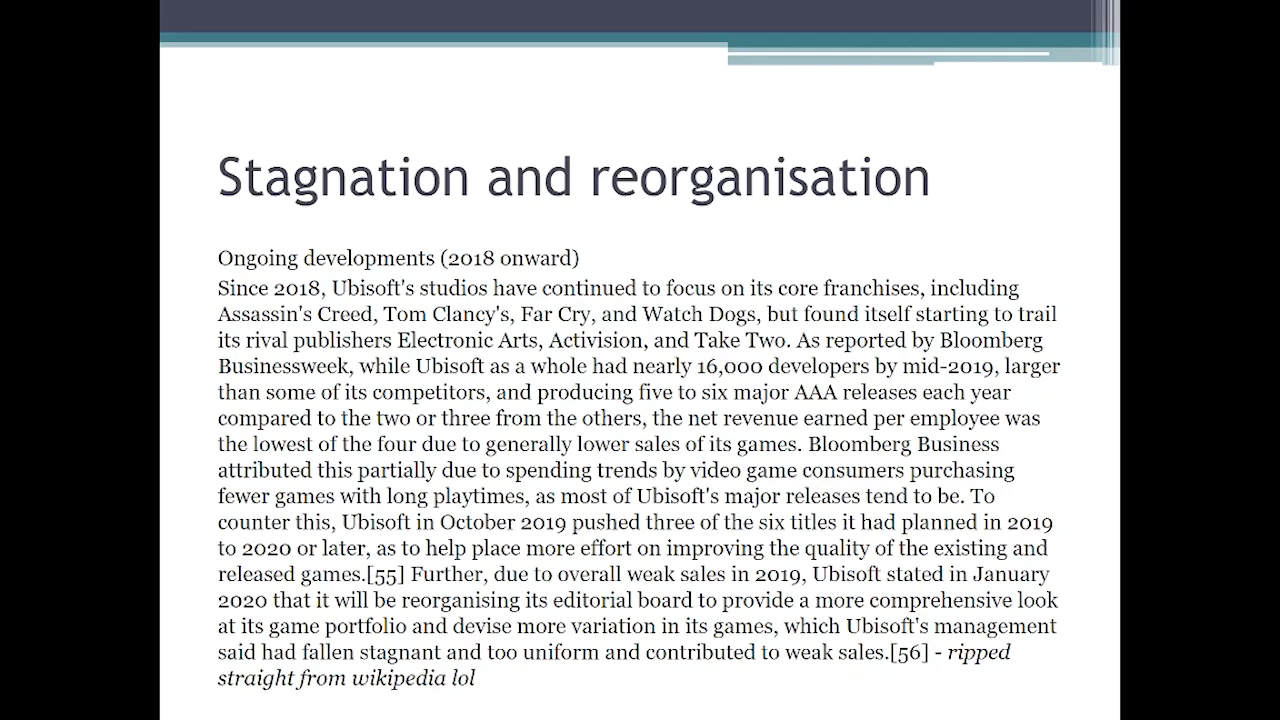 Stagnation and reorganisation
Ongoing developments (2018 onward)
Since 2018, Ubisoft's studios have continued to focus on its core franchises, including
Assassin's Creed, Tom Clancy's, Far Cry, and Watch Dogs, but found itself starting to trail
its rival publishers Electronic Arts, Activision, and Take Two. As reported by Bloomberg
Businessweek, while Ubisoft as a whole had nearly 16,000 developers by mid-2019, larger
than some of its competitors, and producing five to six major AAA releases each year
compared to the two or three from the others, the net revenue earned per employee was
the lowest of the four due to generally lower sales of its games. Bloomberg Business
attributed this partially due to spending trends by video game consumers purchasing
fewer games with long playtimes, as most of Ubisoft's major releases tend to be. To
counter this, Ubisoft in October 2019 pushed three of the six titles it had planned in 2019
to 2020 or later, as to help place more effort on improving the quality of the existing and
released games.[55] Further, due to overall weak sales in 2019, Ubisoft stated in January
2020 that it will be reorganising its editorial board to provide a more comprehensive look
at its game portfolio and devise more variation in its games, which Ubisoft's management
said had fallen stagnant and too uniform and contributed to weak sales.[56] - ripped
straight from wikipedia lol